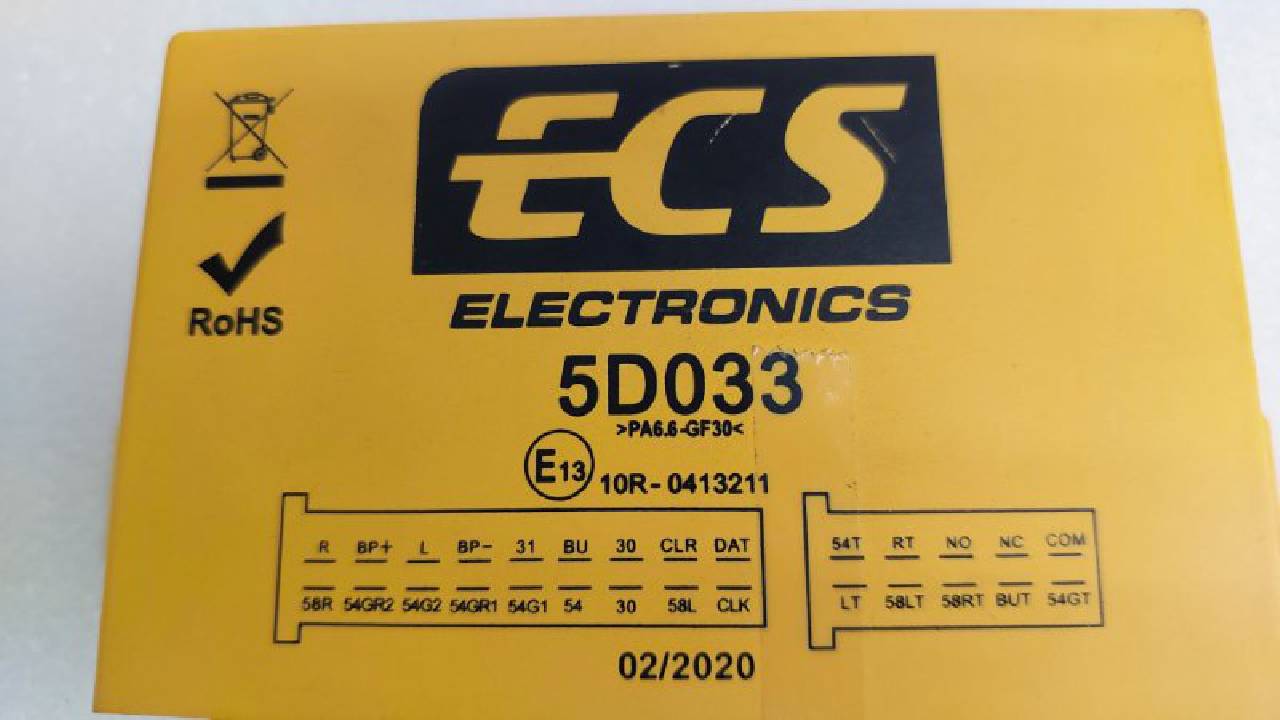 ECS
ELECTRONICS
RoHS
5D033
>PA6.6-GF30<
E13 10R-0413211
R BP+ L BP- 31 BU 30 CLR DAT
58R 54GR2 54G2 54GR1 54G1 54 30 58L CLK
54T RT NO NC COM
LT 58LT 58RT BUT 54GT
02/2020